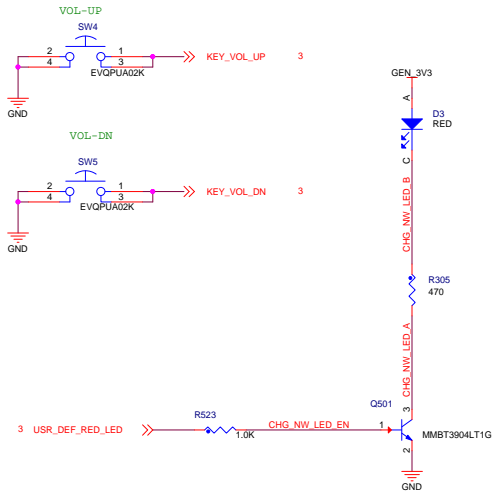 VOL-UP
SW4
2 1
4 3
EVQPUA02K
KEY_VOL_UP 3
GND
VOL-DN
SW5
2 1
4 3
EVQPUA02K
KEY_VOL_DN 3
GND
GEN_3V3
A
D3
RED
C
CHG_NW_LED_B
R305
470
CHG_NW_LED_A
3 USR_DEF_RED_LED
R523
1.0K
CHG_NW_LED_EN
Q501
1
3
2
MMBT3904LT1G
GND